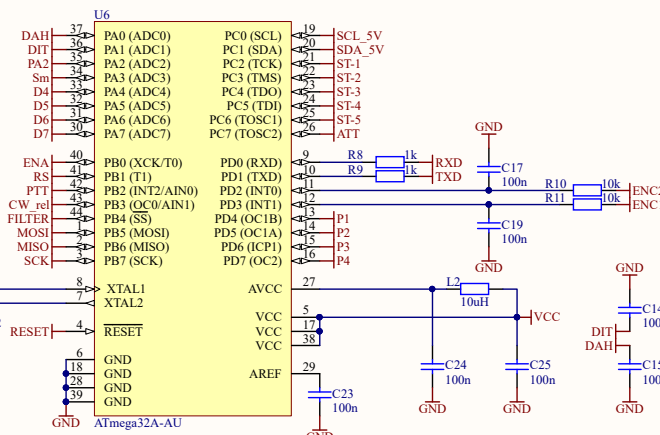 U6
DAH 37 PA0 (ADC0) PC0 (SCL) 19 SCL_5V
DIT 36 PA1 (ADC1) PC1 (SDA) 20 SDA_5V
PA2 35 PA2 (ADC2) PC2 (TCK) 21 ST-1
Sm 34 PA3 (ADC3) PC3 (TMS) 22 ST-2
D4 33 PA4 (ADC4) PC4 (TDO) 23 ST-3
D5 32 PA5 (ADC5) PC5 (TDI) 24 ST-4
D6 31 PA6 (ADC6) PC6 (TOSC1) 25 ST-5
D7 30 PA7 (ADC7) PC7 (TOSC2) 26 ATT
GND
ENA 40 PB0 (XCK/T0) PD0 (RXD) 9 R8 1k RXD
C17
RS 41 PB1 (T1) PD1 (TXD) 10 R9 1k TXD
100n
PTT 42 PB2 (INT2/AIN0) PD2 (INT0) 11 R10 10k ENC
CW_rel 43 PB3 (OC0/AIN1) PD3 (INT1) 12 R11 10k ENC
FILTER 44 PB4 (SS) PD4 (OC1B) 13 P1
C19
MOSI 1 PB5 (MOSI) PD5 (OC1A) 14 P2
100n
MISO 2 PB6 (MISO) PD6 (ICP1) 15 P3
SCK 3 PB7 (SCK) PD7 (OC2) 16 P4
GND
GND
8 XTAL1 AVCC 27 L2
7 XTAL2
10uH
C14
100
VCC 5 VCC
RESET 4 RESET VCC 17
DIT
VCC 38
DAH
6 GND
18 GND AREF 29 C24 C25 C15
100n 100n 100
28 GND
39 GND
C23
100n
GND GND GND
GND
ATmega32A-AU
GND